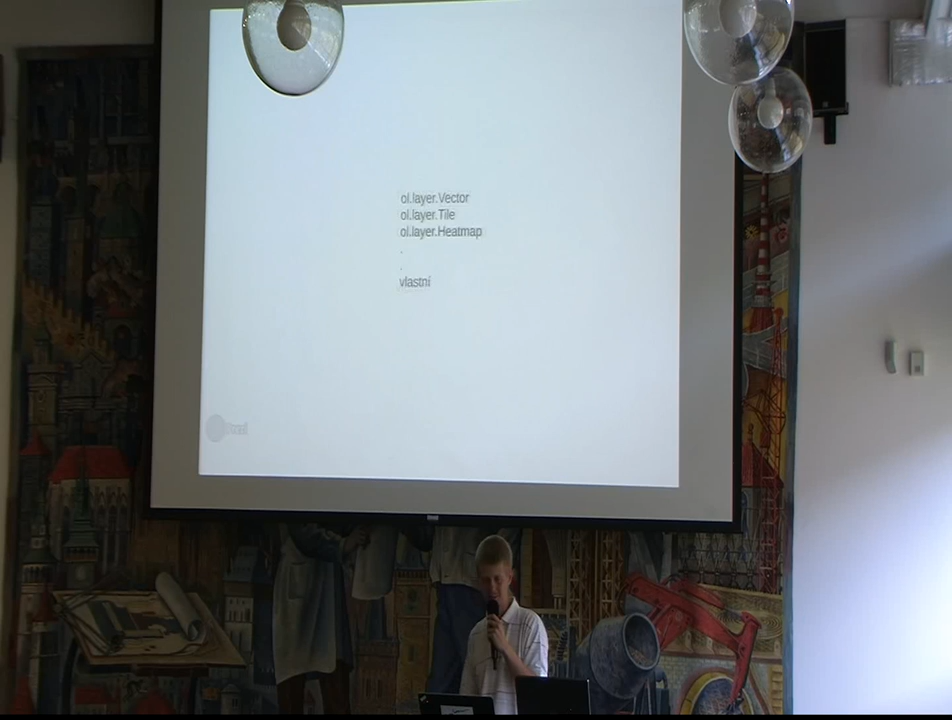 ol.layer.Vector
ol.layer.Tile
ol.layer.Heatmap
.
.
vlastní